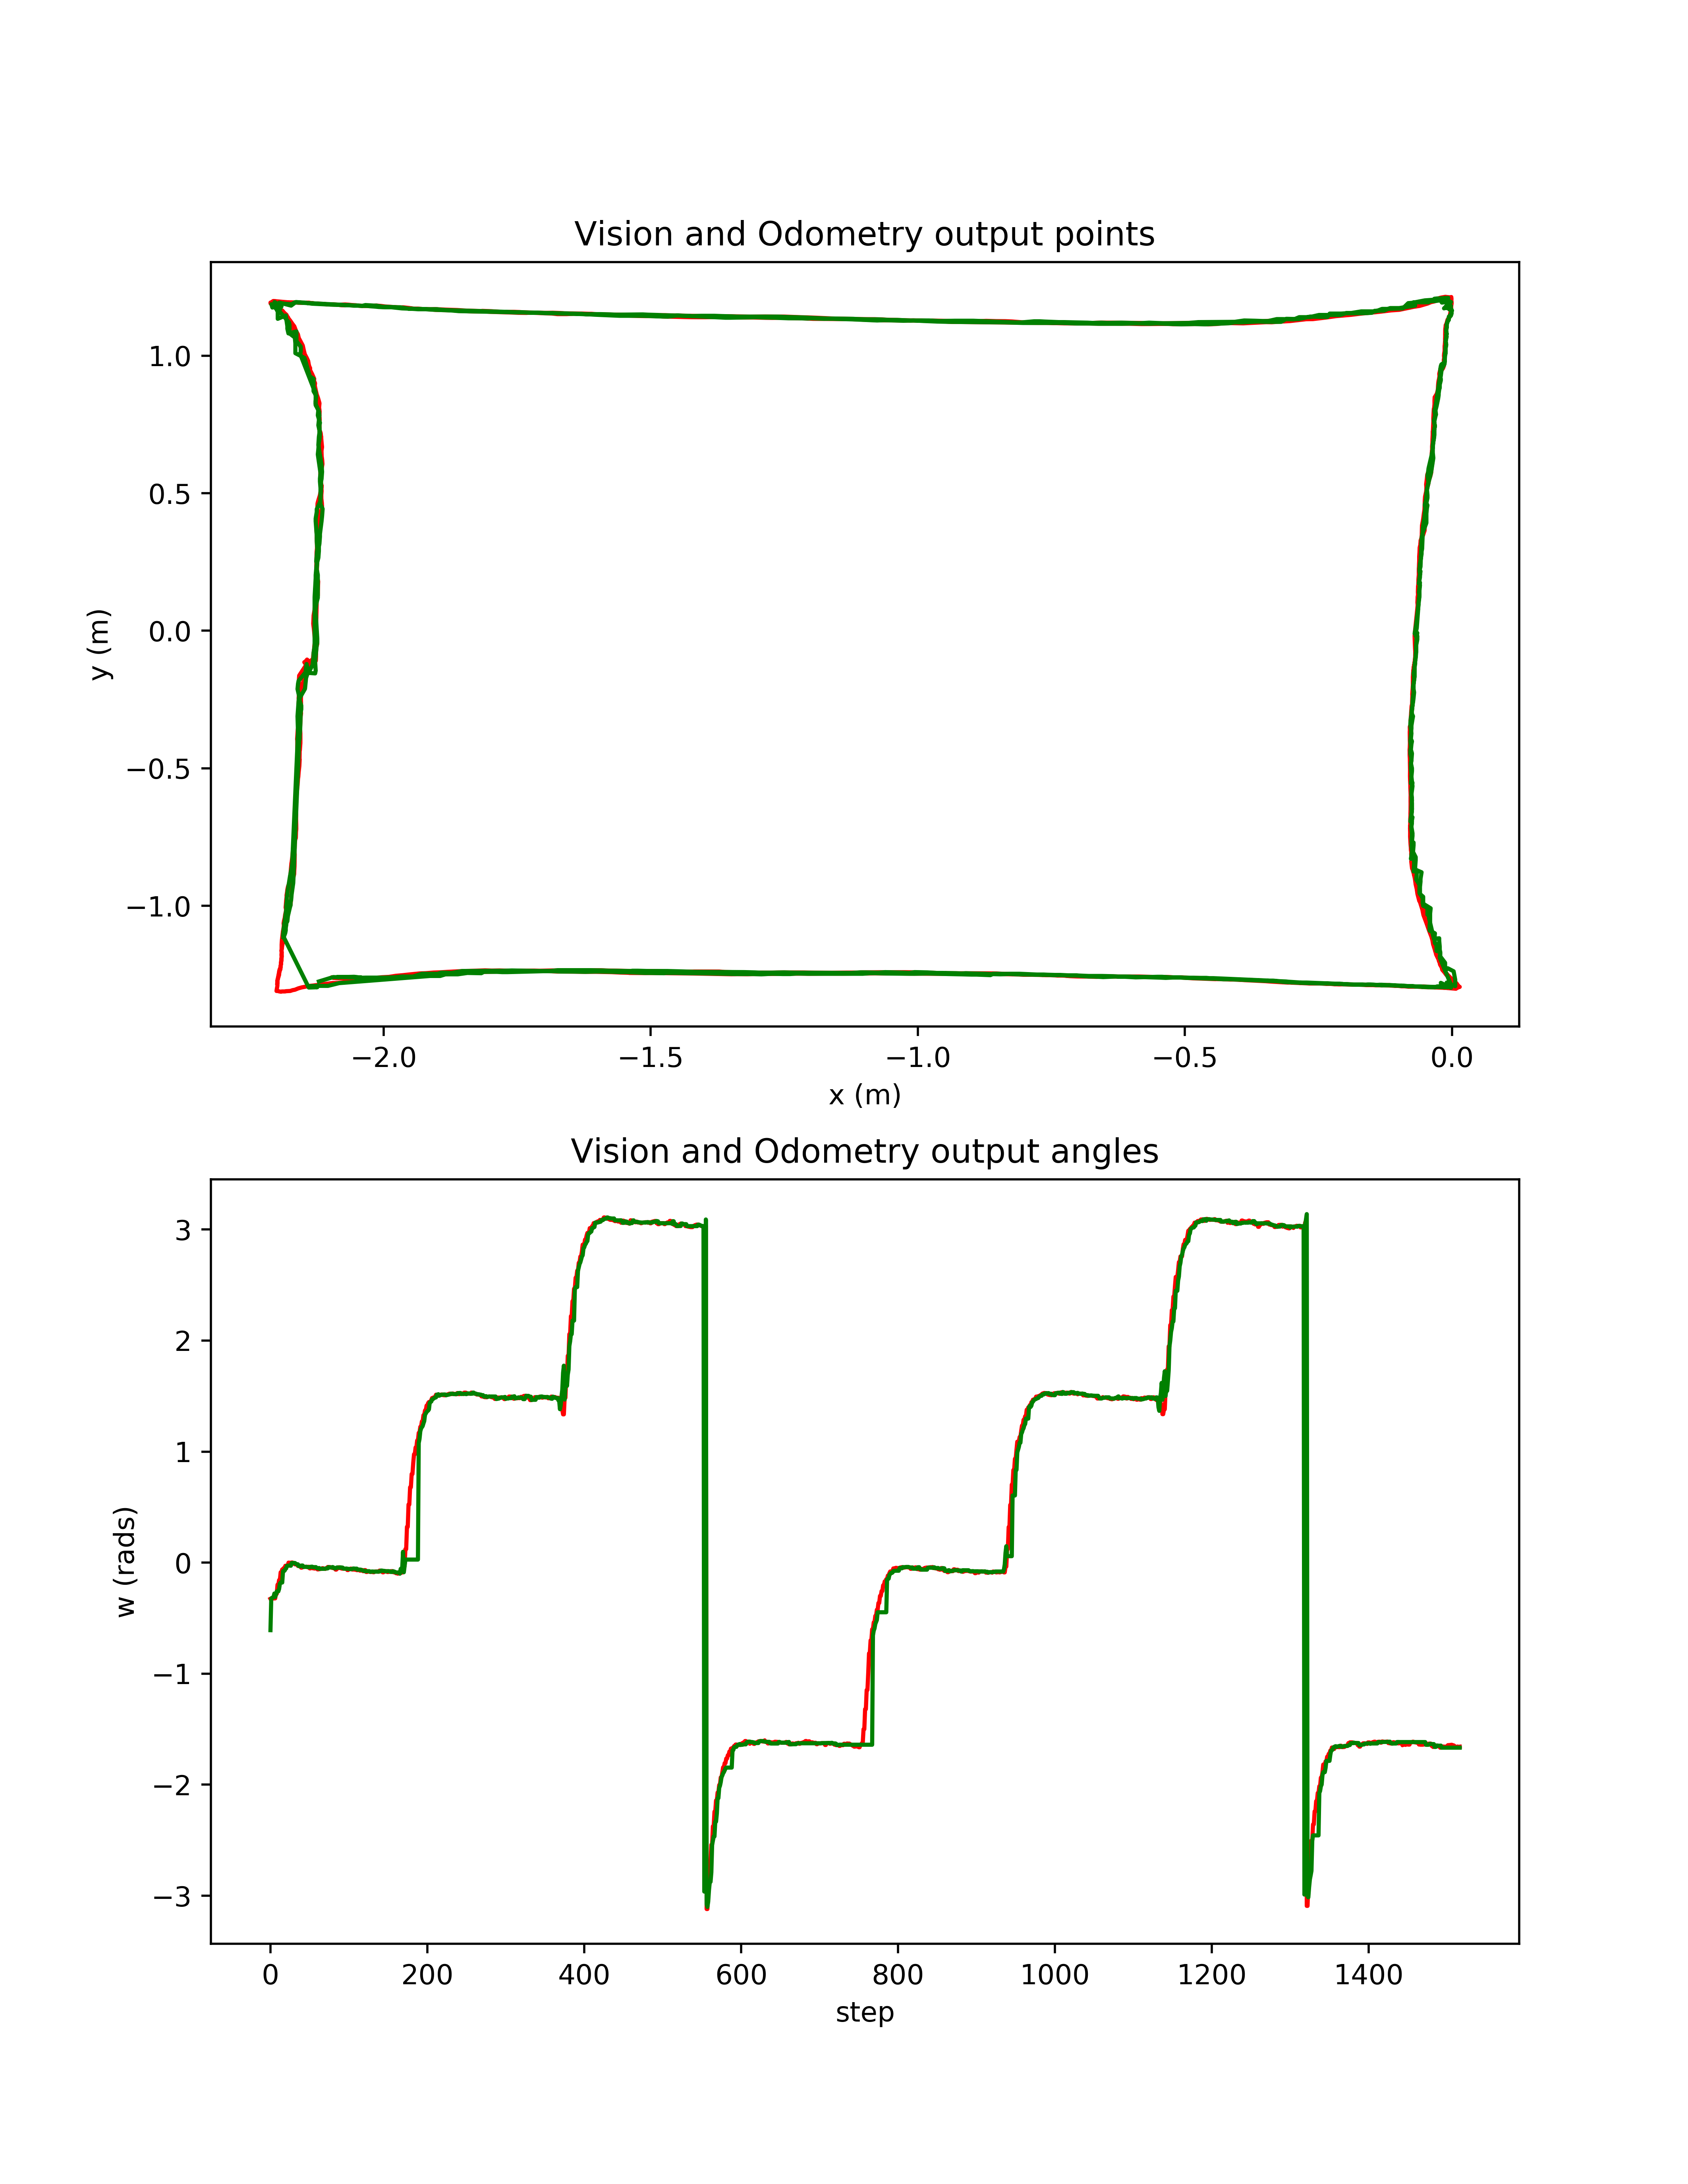 Vision and Odometry output points
1.0
0.5
0.0
−0.5
−1.0
y (m)
−2.0 −1.5 −1.0 −0.5 0.0
x (m)
Vision and Odometry output angles
3
2
1
0
−1
−2
−3
w (rads)
0 200 400 600 800 1000 1200 1400
step